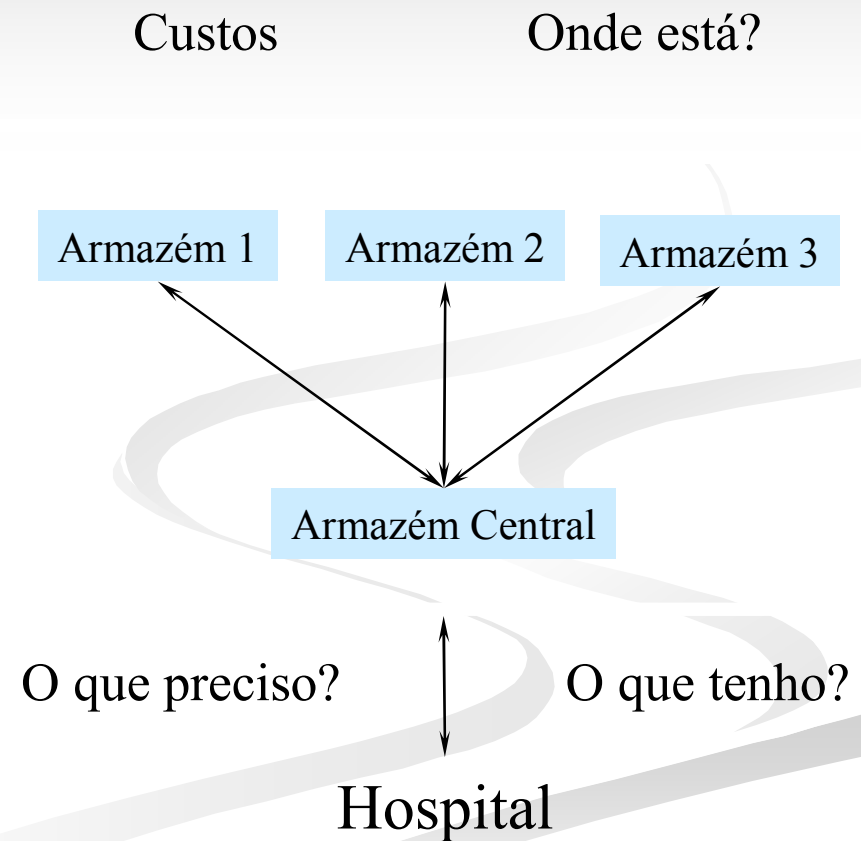 Custos
Onde está?
Armazém 1
Armazém 2
Armazém 3
Armazém Central
O que preciso?
O que tenho?
Hospital